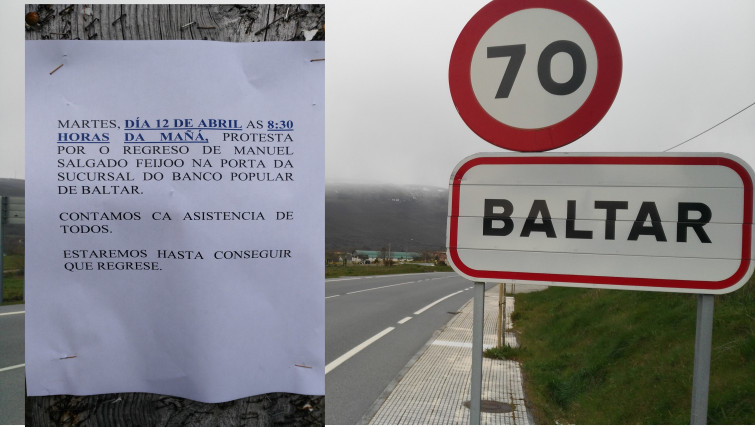 MARTES, DÍA 12 DE ABRIL AS 8:30
HORAS DA MAÑÁ, PROTESTA
POR O REGRESO DE MANUEL
SALGADO FEIJOO NA PORTA DA
SUCURSAL DO BANCO POPULAR
DE BALTAR.
CONTAMOS CA ASISTENCIA DE
TODOS.
ESTAREMOS HASTA CONSEGUIR
QUE REGRESE.
70
BALTAR